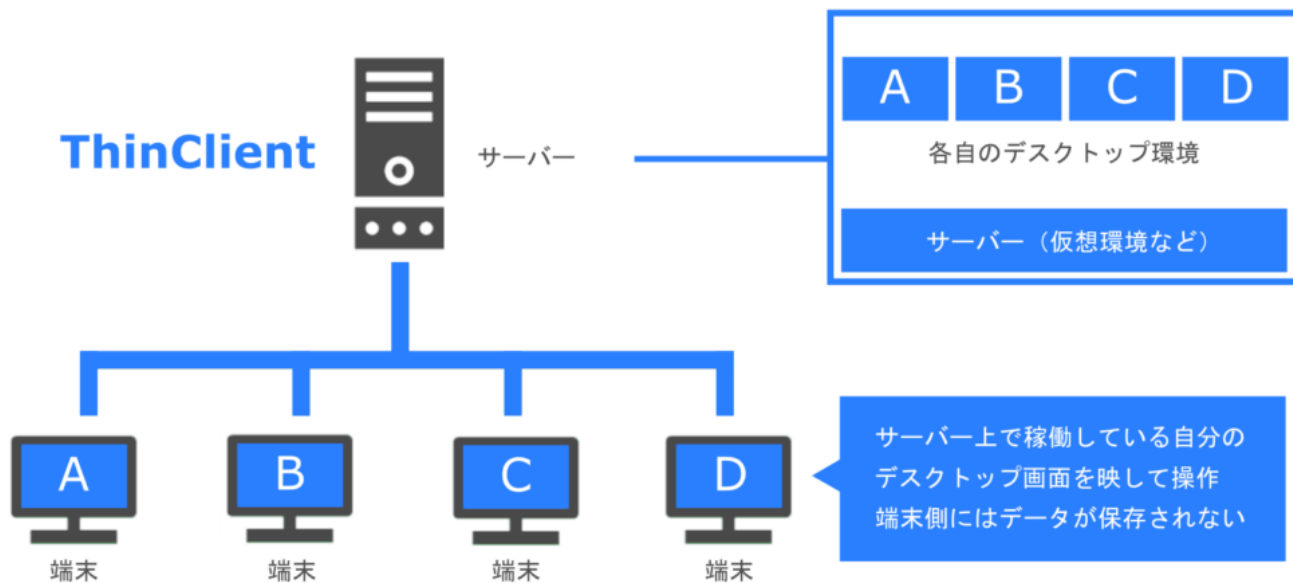 ThinClient
サーバー
A B C D
各自のデスクトップ環境
サーバー（仮想環境など）
A B C D
端末 端末 端末 端末
サーバー上で稼働している自分の
デスクトップ画面を映して操作
端末側にはデータが保存されない